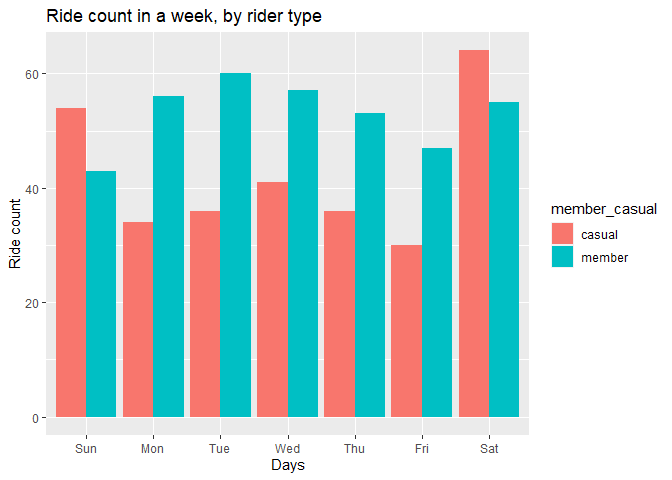 Ride count in a week, by rider type
Ride count
60
40
20
0
Sun Mon Tue Wed Thu Fri Sat
Days
member_casual
casual
member